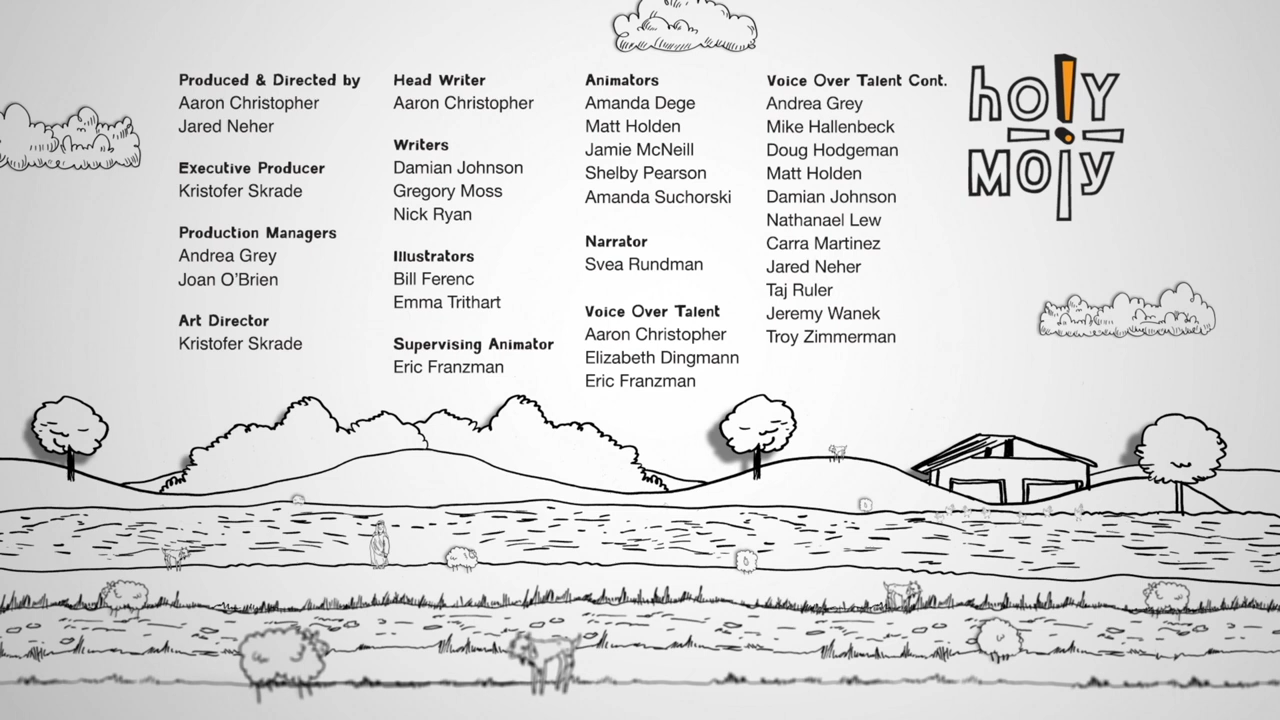 Produced & Directed by
Aaron Christopher
Jared Neher
Executive Producer
Kristofer Skrade
Production Managers
Andrea Grey
Joan O'Brien
Art Director
Kristofer Skrade
Head Writer
Aaron Christopher
Writers
Damian Johnson
Gregory Moss
Nick Ryan
Illustrators
Bill Ferenc
Emma Trithart
Supervising Animator
Eric Franzman
Animators
Amanda Dege
Matt Holden
Jamie McNeill
Shelby Pearson
Amanda Suchorski
Narrator
Svea Rundman
Voice Over Talent
Aaron Christopher
Elizabeth Dingmann
Eric Franzman
Voice Over Talent Cont.
Andrea Grey
Mike Hallenbeck
Doug Hodgeman
Matt Holden
Damian Johnson
Nathanael Lew
Carra Martinez
Jared Neher
Taj Ruler
Jeremy Wanek
Troy Zimmerman
ho!y
moly